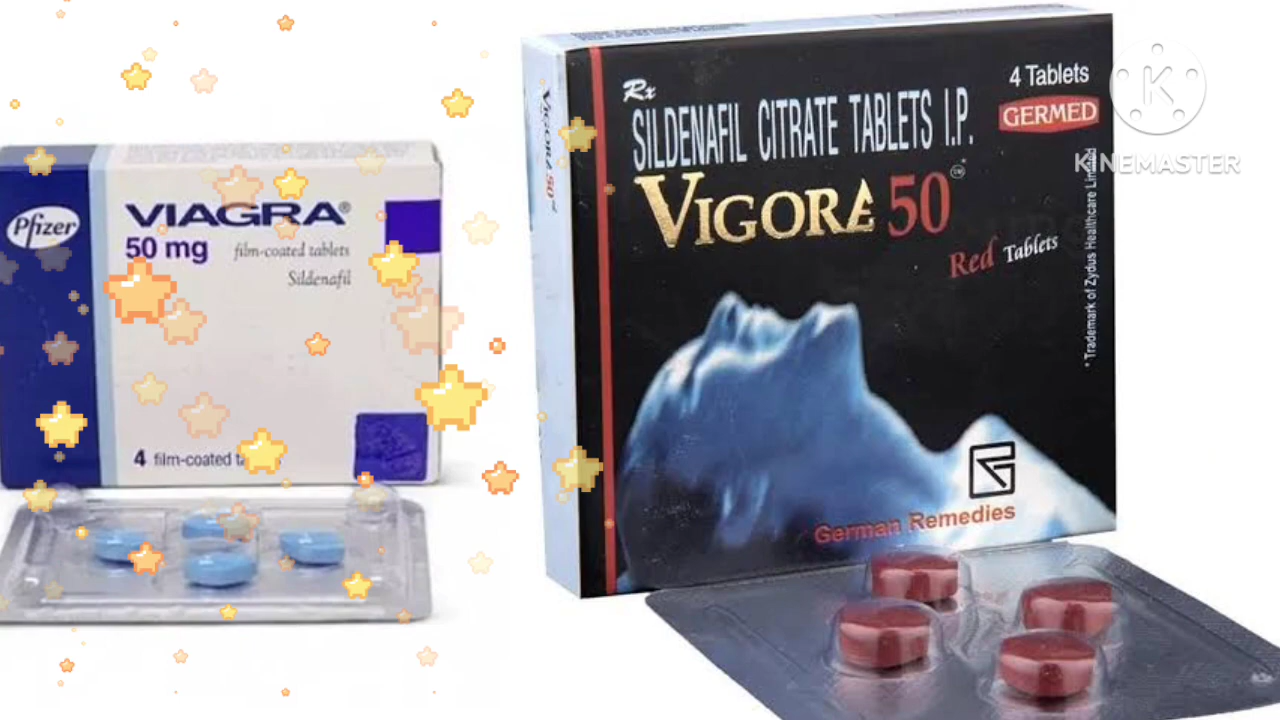 Pfizer
VIAGRA®
50 mg film-coated tablets
Sildenafil
4 film-coated
VIGORA 50
Rx
4 Tablets
GERMED
SILDENAFIL CITRATE TABLETS I.P.
VIGORA 50
Red Tablets
* Trademark of Zydus Healthcare Limited
German Remedies
KINEMASTER